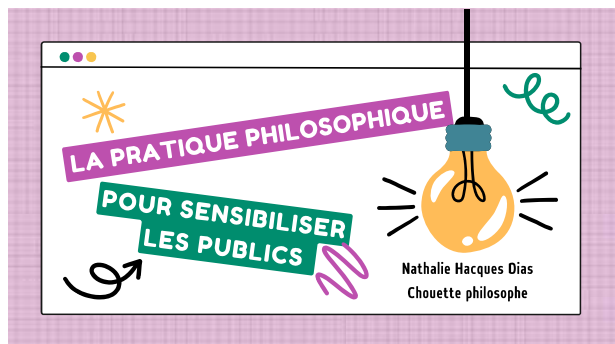 LA PRATIQUE PHILOSOPHIQUE
POUR SENSIBILISER
LES PUBLICS
Nathalie Hacques Dias
Chouette philosophe